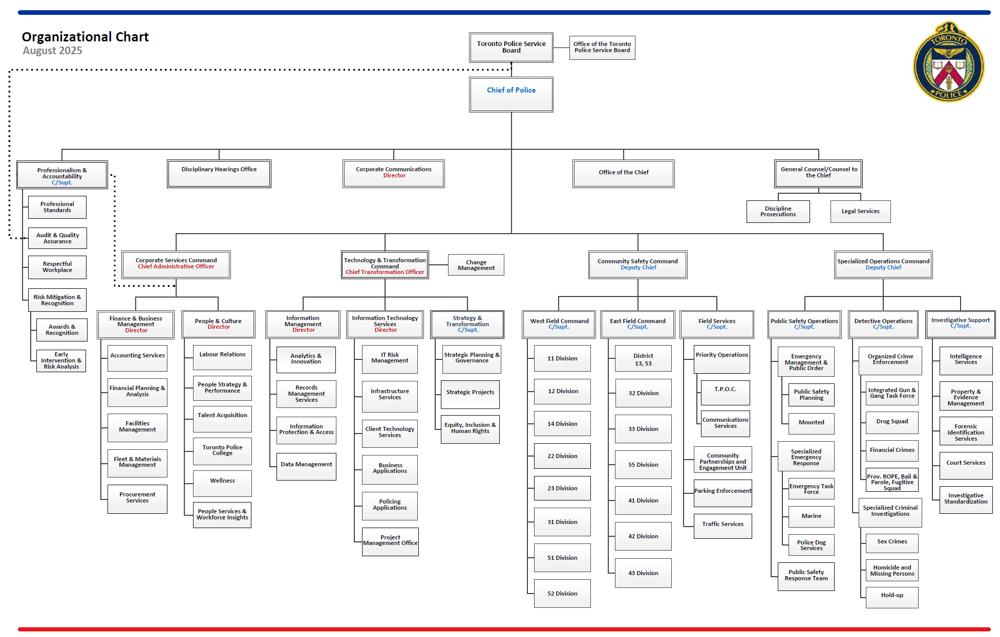 Organizational Chart
August 2025
Toronto Police Service
Board
Office of the Toronto
Police Service Board
TORONTO
POLICE
Chief of Police
Professionalism &
Accountability
C/Supt.
Disciplinary Hearings Office
Corporate Communications
Director
Office of the Chief
General Counsel/Counsel to
the Chief
Professional
Standards
Audit & Quality
Assurance
Respectful
Workplace
Risk Mitigation &
Recognition
Awards &
Recognition
Early
Intervention &
Risk Analysis
Discipline
Prosecutions
Legal Services
Corporate Services Command
Chief Administrative Officer
Technology & Transformation
Command
Chief Transformation Officer
Change
Management
Community Safety Command
Deputy Chief
Specialized Operations Command
Deputy Chief
Finance & Business
Management
Director
Accounting Services
Financial Planning &
Analysis
Facilities
Management
Fleet & Materials
Management
Procurement
Services
People & Culture
Director
Labour Relations
People Strategy &
Performance
Talent Acquisition
Toronto Police
College
Wellness
People Services &
Workforce Insights
Information
Management
Director
Analytics &
Innovation
Records
Management
Services
Information
Protection & Access
Data Management
Information Technology
Services
Director
IT Risk
Management
Infrastructure
Services
Client Technology
Services
Business
Applications
Policing
Applications
Project
Management Office
Strategy &
Transformation
C/Supt.
Strategic Planning &
Governance
Strategic Projects
Equity, Inclusion &
Human Rights
West Field Command
C/Supt.
11 Division
12 Division
14 Division
22 Division
23 Division
31 Division
51 Division
52 Division
East Field Command
C/Supt.
District
13, 53
32 Division
33 Division
55 Division
41 Division
42 Division
43 Division
Field Services
C/Supt.
Priority Operations
T.P.O.C.
Communications
Services
Community
Partnerships and
Engagement Unit
Parking Enforcement
Traffic Services
Public Safety Operations
C/Supt.
Emergency
Management &
Public Order
Public Safety
Planning
Mounted
Specialized
Emergency
Response
Emergency Task
Force
Marine
Police Dog
Services
Public Safety
Response Team
Detective Operations
C/Supt.
Organized Crime
Enforcement
Integrated Gun &
Gang Task Force
Drug Squad
Financial Crimes
Prov. ROPE, Bail &
Parole, Fugitive
Squad
Specialized Criminal
Investigations
Sex Crimes
Homicide and
Missing Persons
Hold-up
Investigative Support
C/Supt.
Intelligence
Services
Property &
Evidence
Management
Forensic
Identification
Services
Court Services
Investigative
Standardization